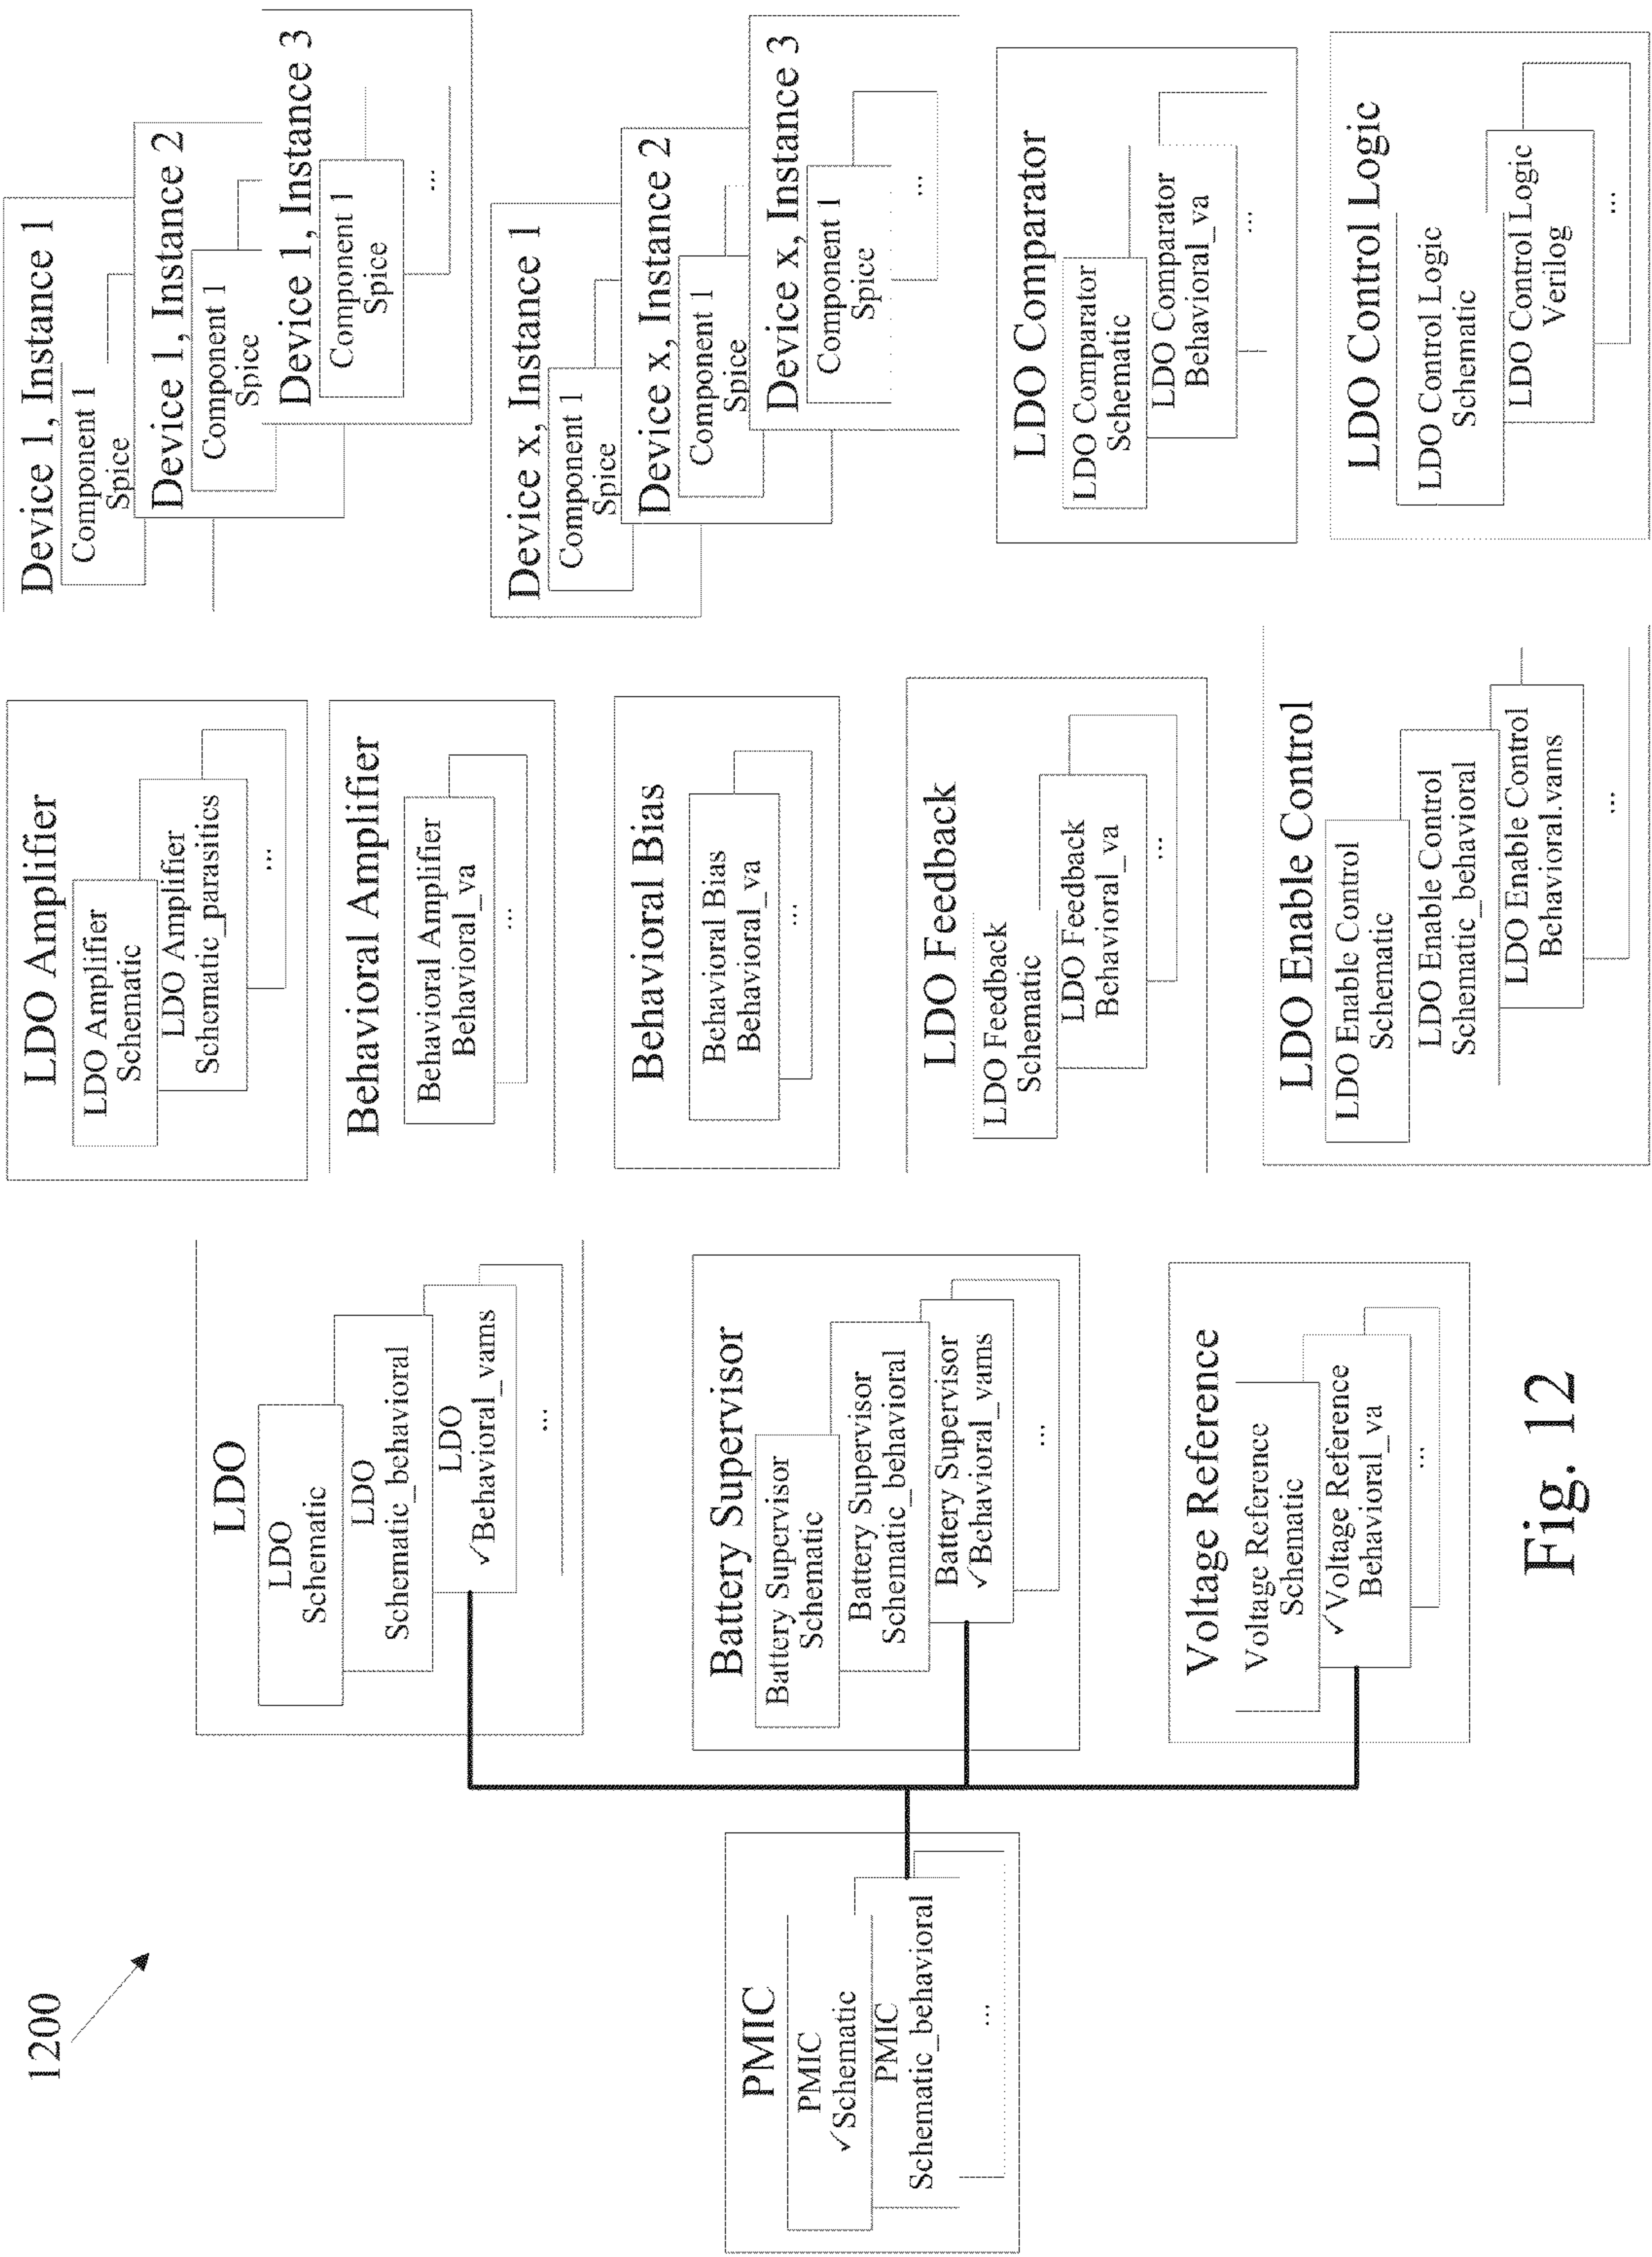 1200
PMIC
PMIC
✓Schematic
PMIC
Schematic_behavioral
...
LDO
LDO
Schematic
LDO
Schematic_behavioral
LDO
✓Behavioral_vams
...
Battery Supervisor
Battery Supervisor
Schematic
Battery Supervisor
Schematic_behavioral
Battery Supervisor
✓Behavioral_vams
...
Voltage Reference
Voltage Reference
Schematic
✓Voltage Reference
Behavioral_va
...
LDO Amplifier
LDO Amplifier
Schematic
LDO Amplifier
Schematic_parasitics
...
Behavioral Amplifier
Behavioral Amplifier
Behavioral_va
...
Behavioral Bias
Behavioral Bias
Behavioral_va
...
LDO Feedback
LDO Feedback
Schematic
LDO Feedback
Behavioral_va
...
LDO Enable Control
LDO Enable Control
Schematic
LDO Enable Control
Schematic_behavioral
LDO Enable Control
Behavioral.vams
...
Device 1, Instance 1
Component 1
Spice
Device 1, Instance 2
Component 1
Spice
Device 1, Instance 3
Component 1
Spice
...
Device x, Instance 1
Component 1
Spice
Device x, Instance 2
Component 1
Spice
Device x, Instance 3
Component 1
Spice
...
LDO Comparator
LDO Comparator
Schematic
LDO Comparator
Behavioral_va
...
LDO Control Logic
LDO Control Logic
Schematic
LDO Control Logic
Verilog
...
Fig. 12